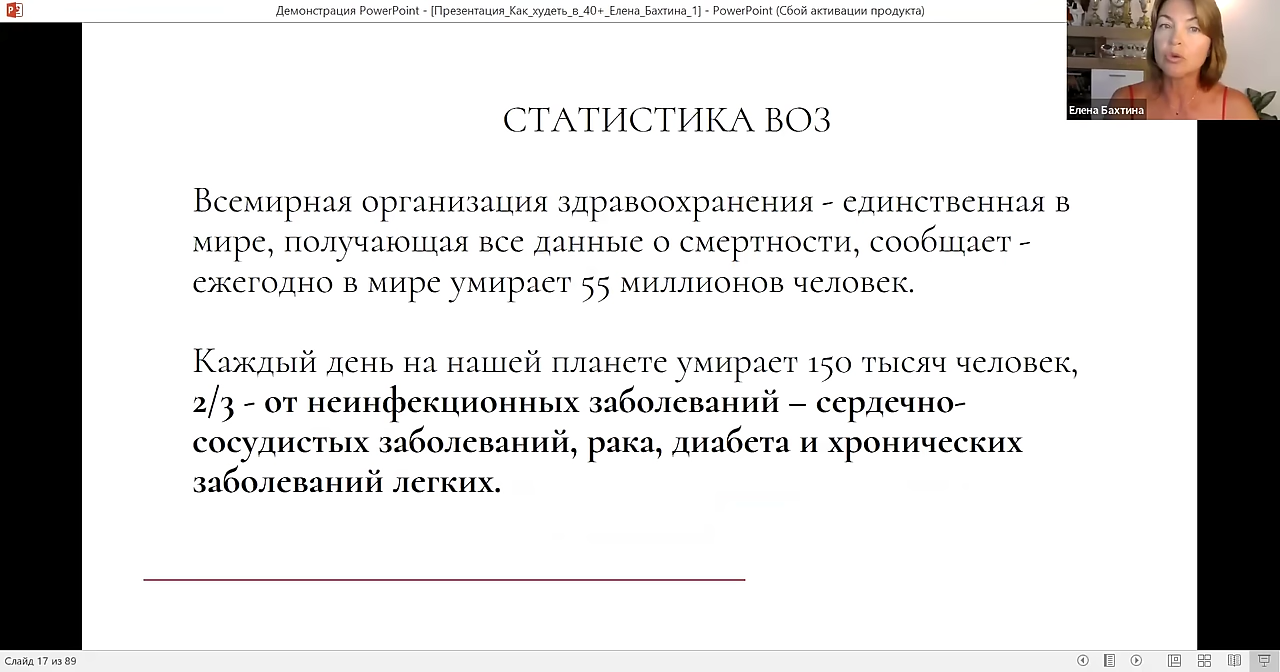 Демонстрация PowerPoint - [Презентация_Как_худеть_в_40+_Елена_Бахтина_1] - PowerPoint (Сбой активации продукта)
Елена Бахтина
СТАТИСТИКА ВОЗ
Всемирная организация здравоохранения - единственная в
мире, получающая все данные о смертности, сообщает -
ежегодно в мире умирает 55 миллионов человек.
Каждый день на нашей планете умирает 150 тысяч человек,
2/3 - от неинфекционных заболеваний – сердечно-
сосудистых заболеваний, рака, диабета и хронических
заболеваний легких.
Слайд 17 из 89